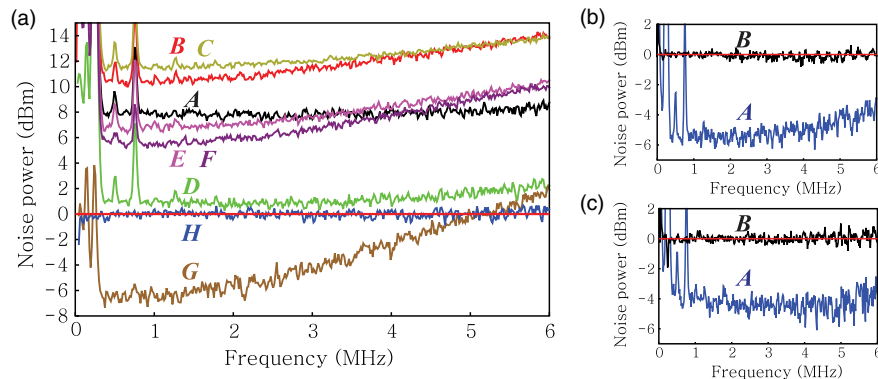 (a)
Noise power (dBm)
14
12
10
8
6
4
2
0
-2
-4
-6
-8
B C
A
E F
D
H
G
0 1 2 3 4 5 6
Frequency (MHz)
(b)
Noise power (dBm)
2
0
-2
-4
-6
B
A
0 1 2 3 4 5 6
Frequency (MHz)
(c)
Noise power (dBm)
2
0
-2
-4
-6
B
A
0 1 2 3 4 5 6
Frequency (MHz)